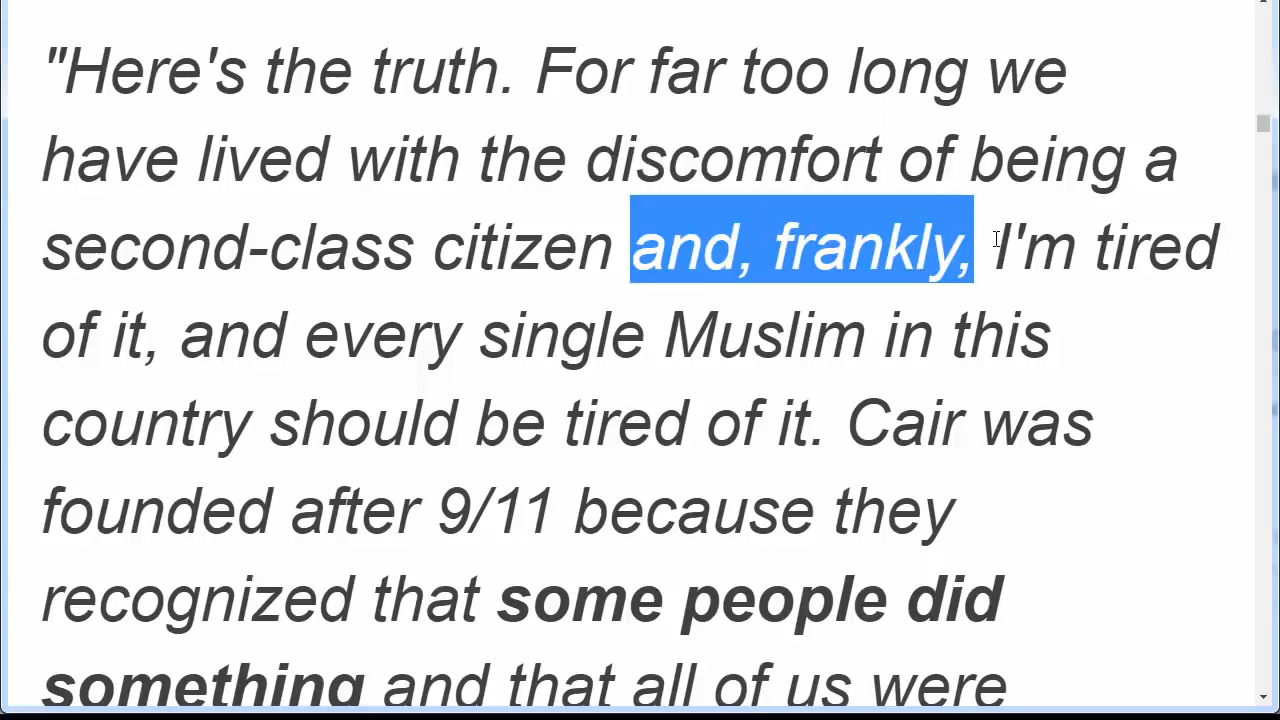 "Here's the truth. For far too long we
have lived with the discomfort of being a
second-class citizen and, frankly, I'm tired
of it, and every single Muslim in this
country should be tired of it. Cair was
founded after 9/11 because they
recognized that some people did
something and that all of us were